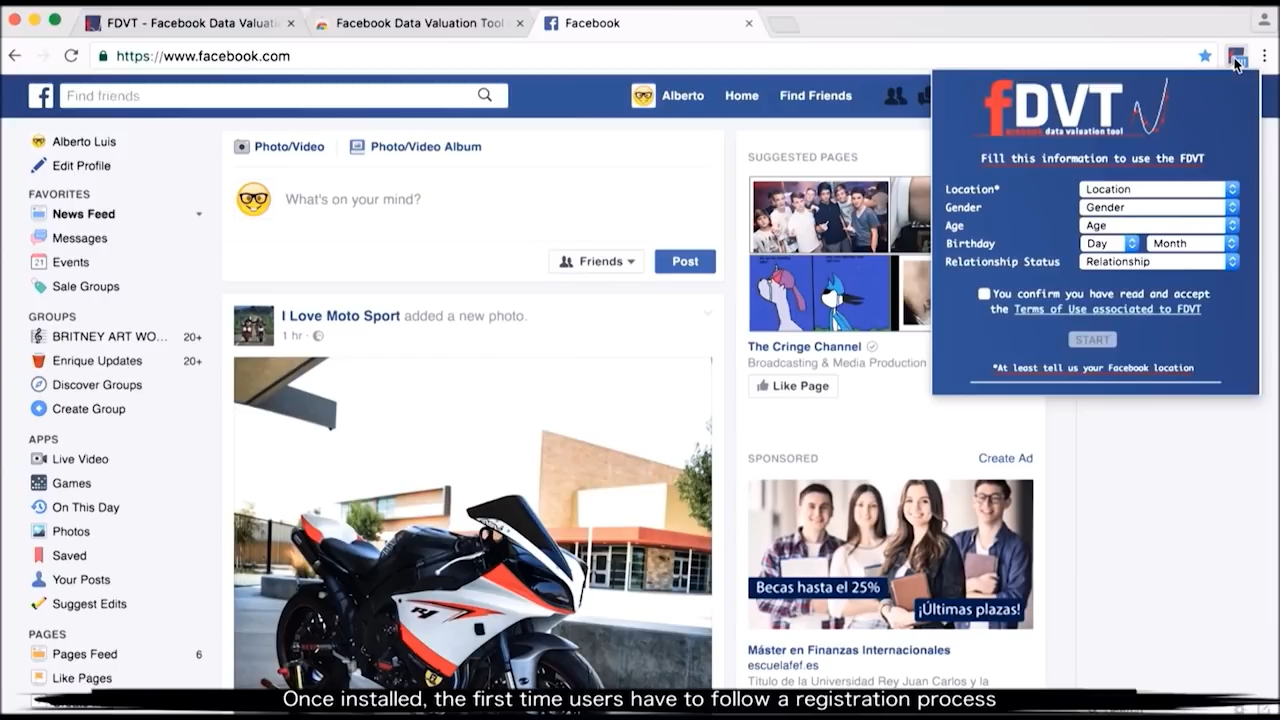 FDVT - Facebook Data Valuati
Facebook Data Valuation Tool
Facebook
https://www.facebook.com
Find friends
Alberto
Home
Find Friends
Alberto Luis
Edit Profile
FAVORITES
News Feed
Messages
Events
Sale Groups
GROUPS
BRITNEY ART WO... 20+
Enrique Updates 20+
Discover Groups
Create Group
APPS
Live Video
Games
On This Day
Photos
Saved
Your Posts
Suggest Edits
PAGES
Pages Feed 6
Like Pages
Photo/Video
Photo/Video Album
What's on your mind?
Friends
Post
I Love Moto Sport added a new photo.
1 hr
SUGGESTED PAGES
The Cringe Channel
Broadcasting & Media Production
Like Page
SPONSORED
Create Ad
Becas hasta el 25%
¡Últimas plazas!
Máster en Finanzas Internacionales
escuelafef.es
Titulo de la Universidad Rey Juan Carlos y la
fDVT
data valuation tool
Fill this information to use the FDVT
Location* Location
Gender Gender
Age Age
Birthday Day Month
Relationship Status Relationship
You confirm you have read and accept
the Terms of Use associated to FDVT
START
*At least tell us your Facebook location
Once installed, the first time users have to follow a registration process